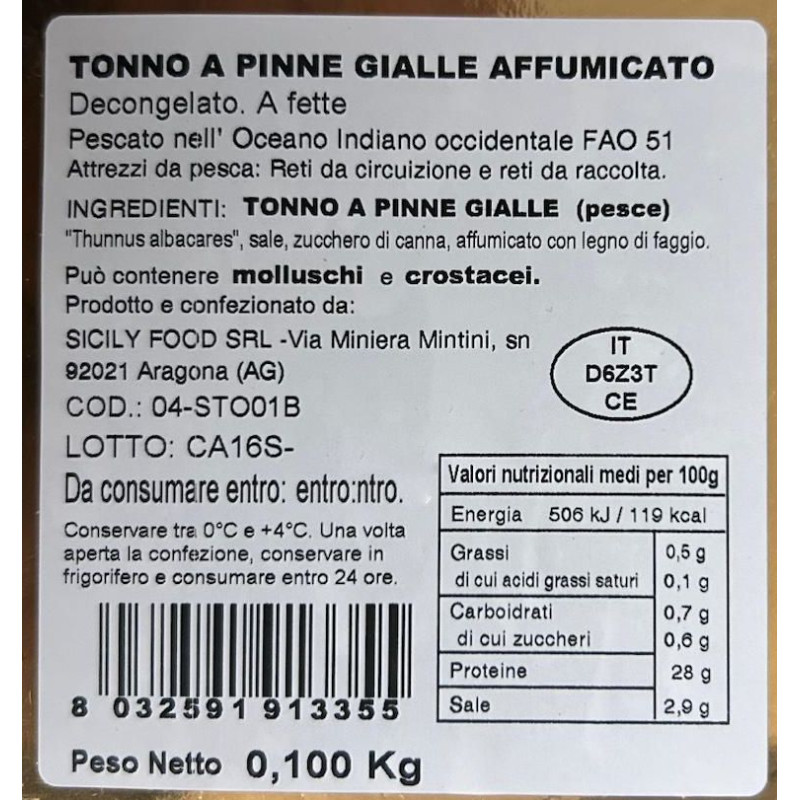 TONNO A PINNE GIALLE AFFUMICATO
Decongelato. A fette
Pescato nell' Oceano Indiano occidentale FAO 51
Attrezzi da pesca: Reti da circuizione e reti da raccolta.
INGREDIENTI: TONNO A PINNE GIALLE (pesce)
"Thunnus albacares", sale, zucchero di canna, affumicato con legno di faggio.
Può contenere molluschi e crostacei.
Prodotto e confezionato da:
SICILY FOOD SRL -Via Miniera Mintini, sn
92021 Aragona (AG)
IT
D6Z3T
CE
COD.: 04-STO01B
LOTTO: CA16S-
Da consumare entro: entro:ntro.
Conservare tra 0°C e +4°C. Una volta
aperta la confezione, conservare in
frigorifero e consumare entro 24 ore.
8 032591 913355
Peso Netto 0,100 Kg
Valori nutrizionali medi per 100g
Energia 506 kJ / 119 kcal
Grassi 0,5 g
di cui acidi grassi saturi 0,1 g
Carboidrati 0,7 g
di cui zuccheri 0,6 g
Proteine 28 g
Sale 2,9 g